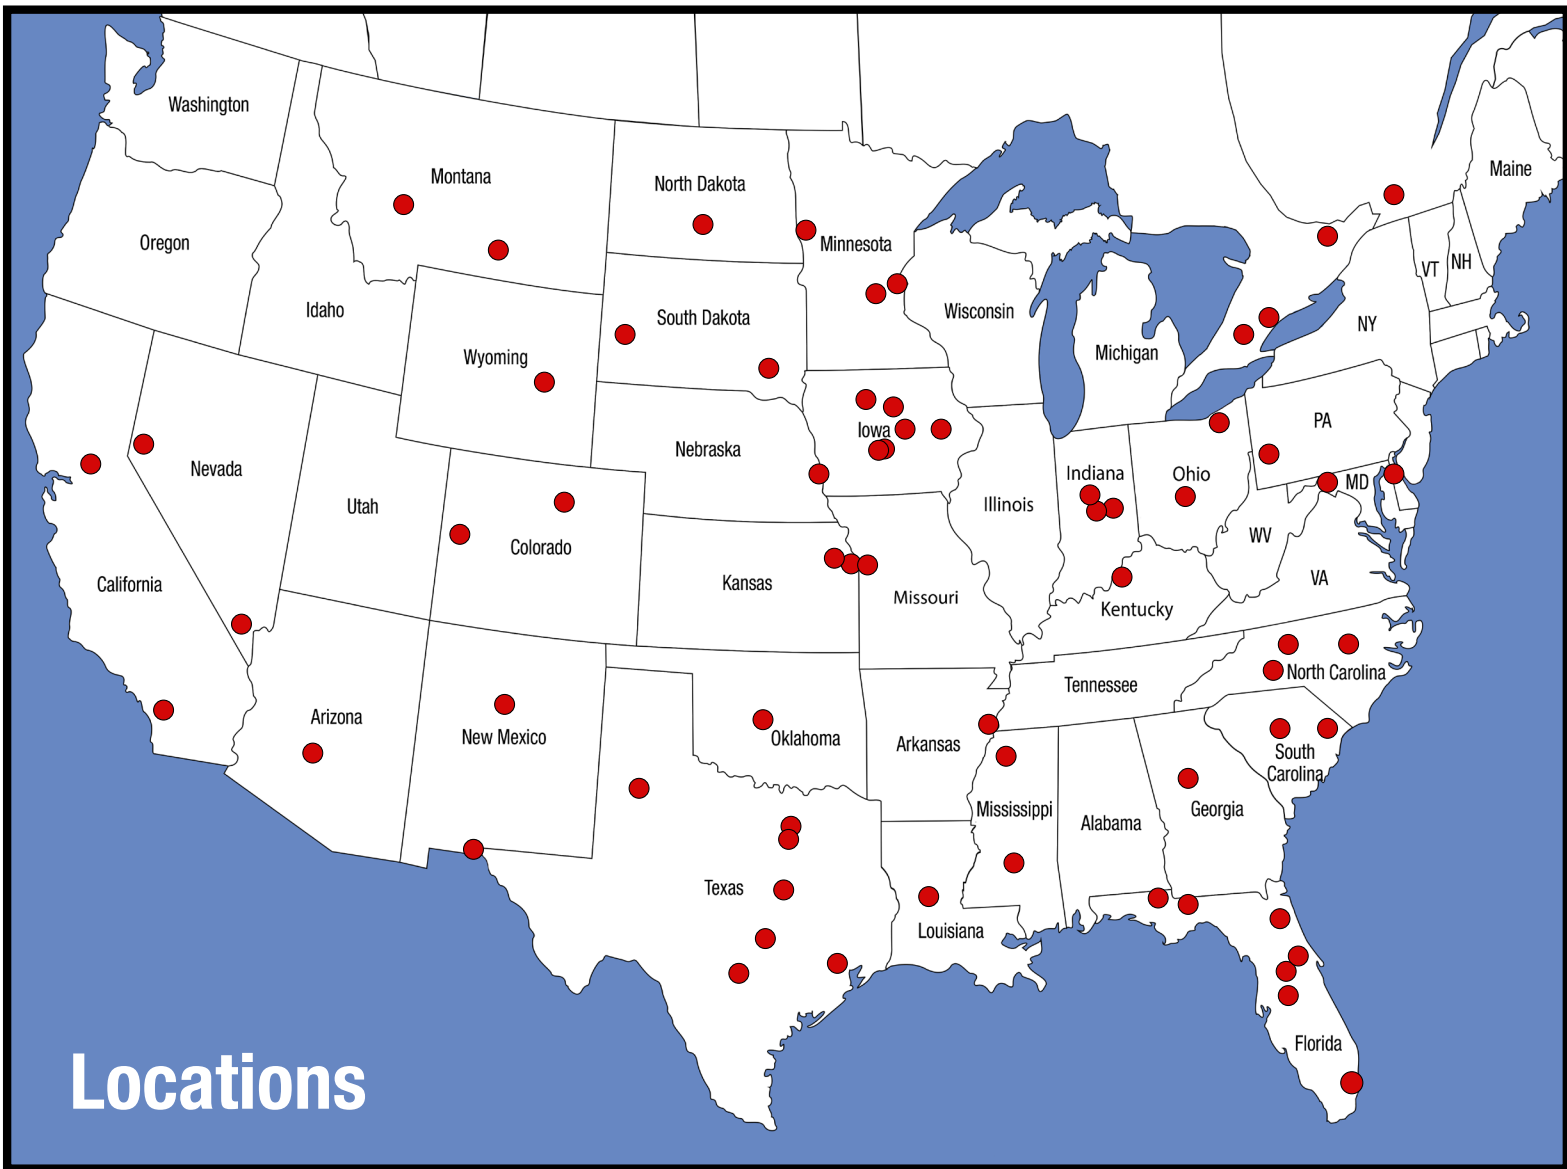 Washington
Montana
North Dakota
Minnesota
Maine
Oregon
Idaho
VT
NH
Wisconsin
South Dakota
Wyoming
Michigan
NY
Nebraska
Iowa
PA
Nevada
Utah
Indiana
Ohio
MD
Illinois
WV
Colorado
Kansas
California
Missouri
VA
Kentucky
Arizona
New Mexico
Oklahoma
Arkansas
Tennessee
North Carolina
South
Carolina
Mississippi
Alabama
Georgia
Texas
Louisiana
Florida
Locations